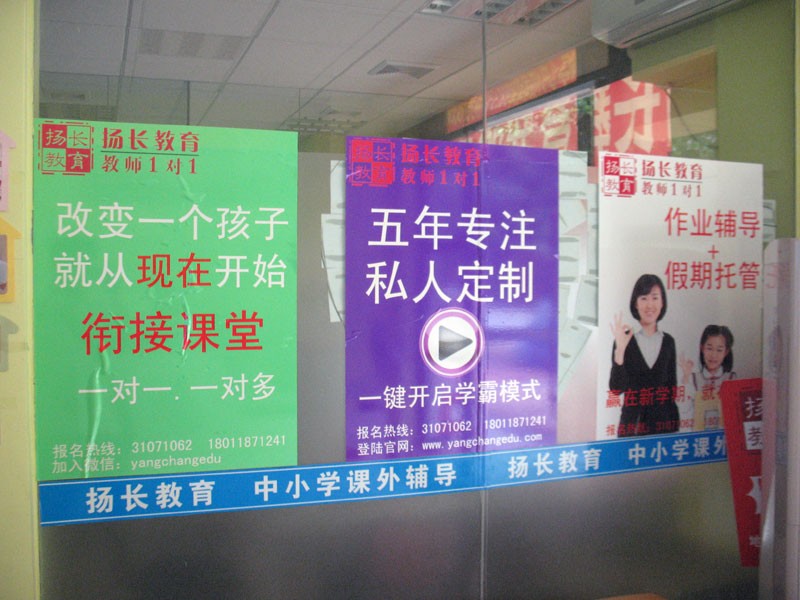 扬长
教育
扬长教育
教师1对1
改变一个孩子
就从现在开始
衔接课堂
一对一.一对多
报名热线：31071062 18011871241
加入微信：yangchangedu
扬长
教育
扬长教育
教师1对1
五年专注
私人定制
一键开启学霸模式
报名热线：31071062 18011871241
登陆官网：www.yangchangedu.com
扬长
教育
扬长教育
教师1对1
作业辅导
+
假期托管
赢在新学期，就
扬长教育 中小学课外辅导
扬长教育 中小学课外
扬
教